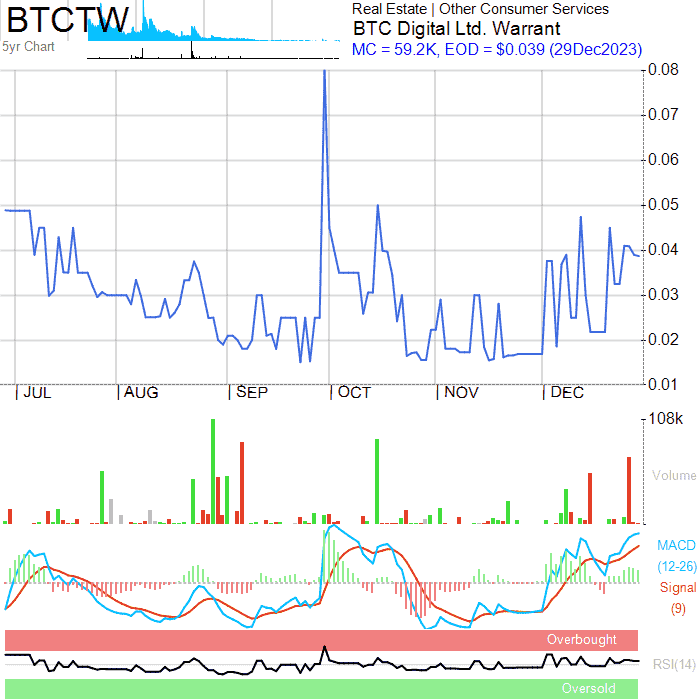 BTCTW
5yr Chart
Real Estate | Other Consumer Services
BTC Digital Ltd. Warrant
MC = 59.2K, EOD = $0.039 (29Dec2023)
0.08
0.07
0.06
0.05
0.04
0.03
0.02
0.01
JUL AUG SEP OCT NOV DEC
108k
Volume
MACD
(12-26)
Signal
(9)
Overbought
RSI(14)
Oversold